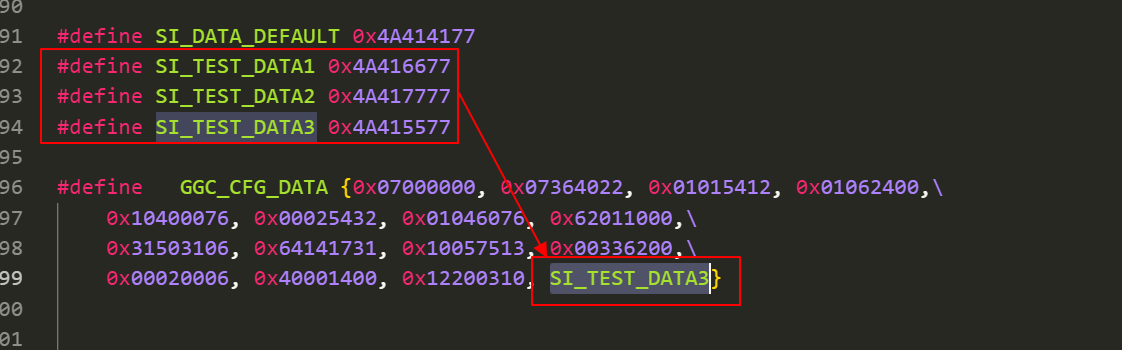 90
91 #define SI_DATA_DEFAULT 0x4A414177
92 #define SI_TEST_DATA1 0x4A416677
93 #define SI_TEST_DATA2 0x4A417777
94 #define SI_TEST_DATA3 0x4A415577
95
96 #define   GGC_CFG_DATA {0x07000000, 0x07364022, 0x01015412, 0x01062400,\
97     0x10400076, 0x00025432, 0x01046076, 0x62011000,\
98     0x31503106, 0x64141731, 0x10057513, 0x00336200,\
99     0x00020006, 0x40001400, 0x12200310, SI_TEST_DATA3}
00
01